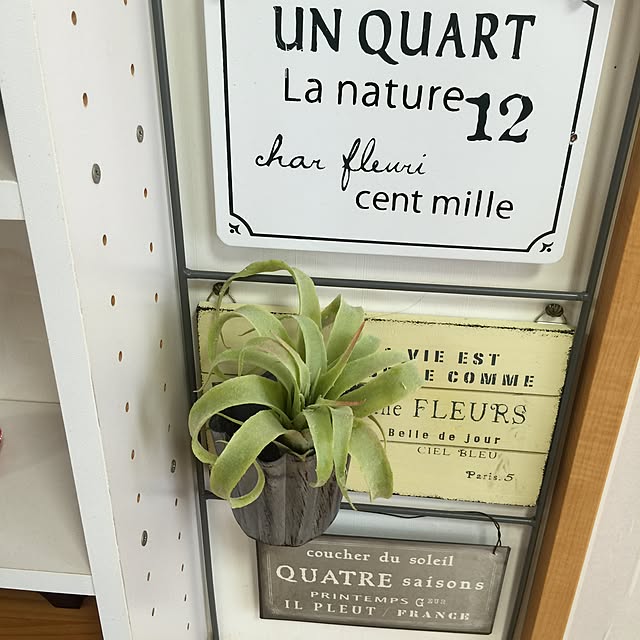 UN QUART
La nature 12
char fleuri
cent mille
VIE EST
E COMME
ne FLEURS
Belle de jour
CIEL BLEU
Paris.5
coucher du soleil
QUATRE saisons
PRINTEMPS
IL PLEUT / FRANCE